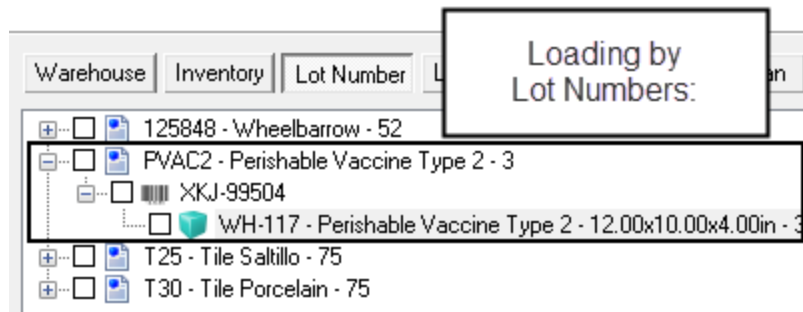 Loading by
Lot Numbers:
Warehouse Inventory Lot Number
125848 - Wheelbarrow - 52
PVAC2 - Perishable Vaccine Type 2 - 3
XKJ-99504
WH-117 - Perishable Vaccine Type 2 - 12.00x10.00x4.00in - 3
T25 - Tile Saltillo - 75
T30 - Tile Porcelain - 75